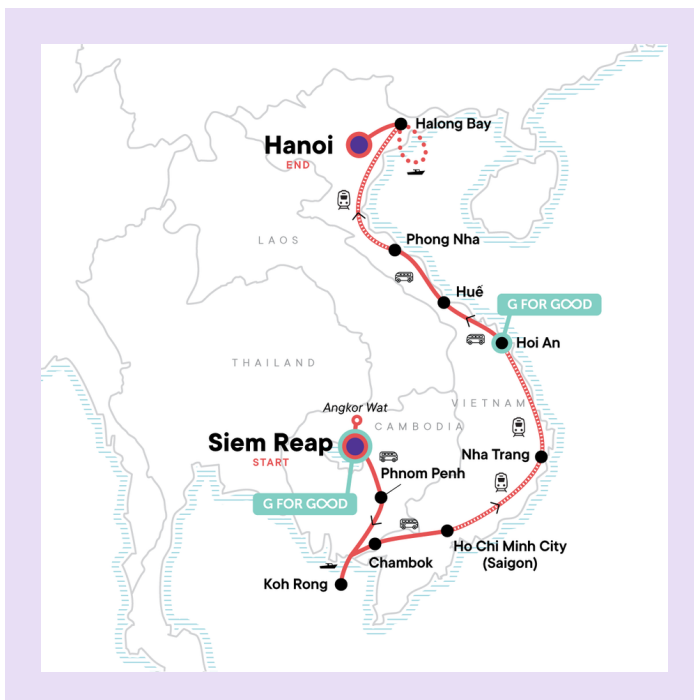 Halong Bay
Hanoi
END
Phong Nha
LAOS
Huế
G FOR GOOD
Hoi An
THAILAND
Angkor Wat
VIETNAM
CAMBODIA
Siem Reap
START
Nha Trang
Phnom Penh
G FOR GOOD
Ho Chi Minh City
(Saigon)
Chambok
Koh Rong